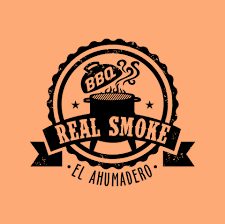 BBQ
REAL SMOKE
• EL AHUMADERO •